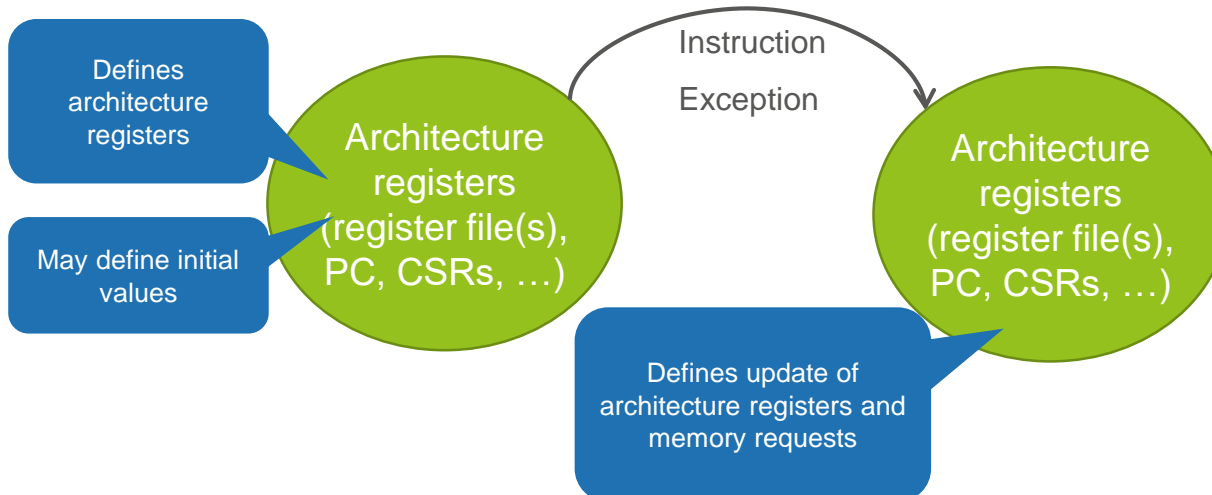 Defines
architecture
registers
May define initial
values
Architecture
registers
(register file(s),
PC, CSRs, …)
Instruction
Exception
Architecture
registers
(register file(s),
PC, CSRs, …)
Defines update of
architecture registers and
memory requests